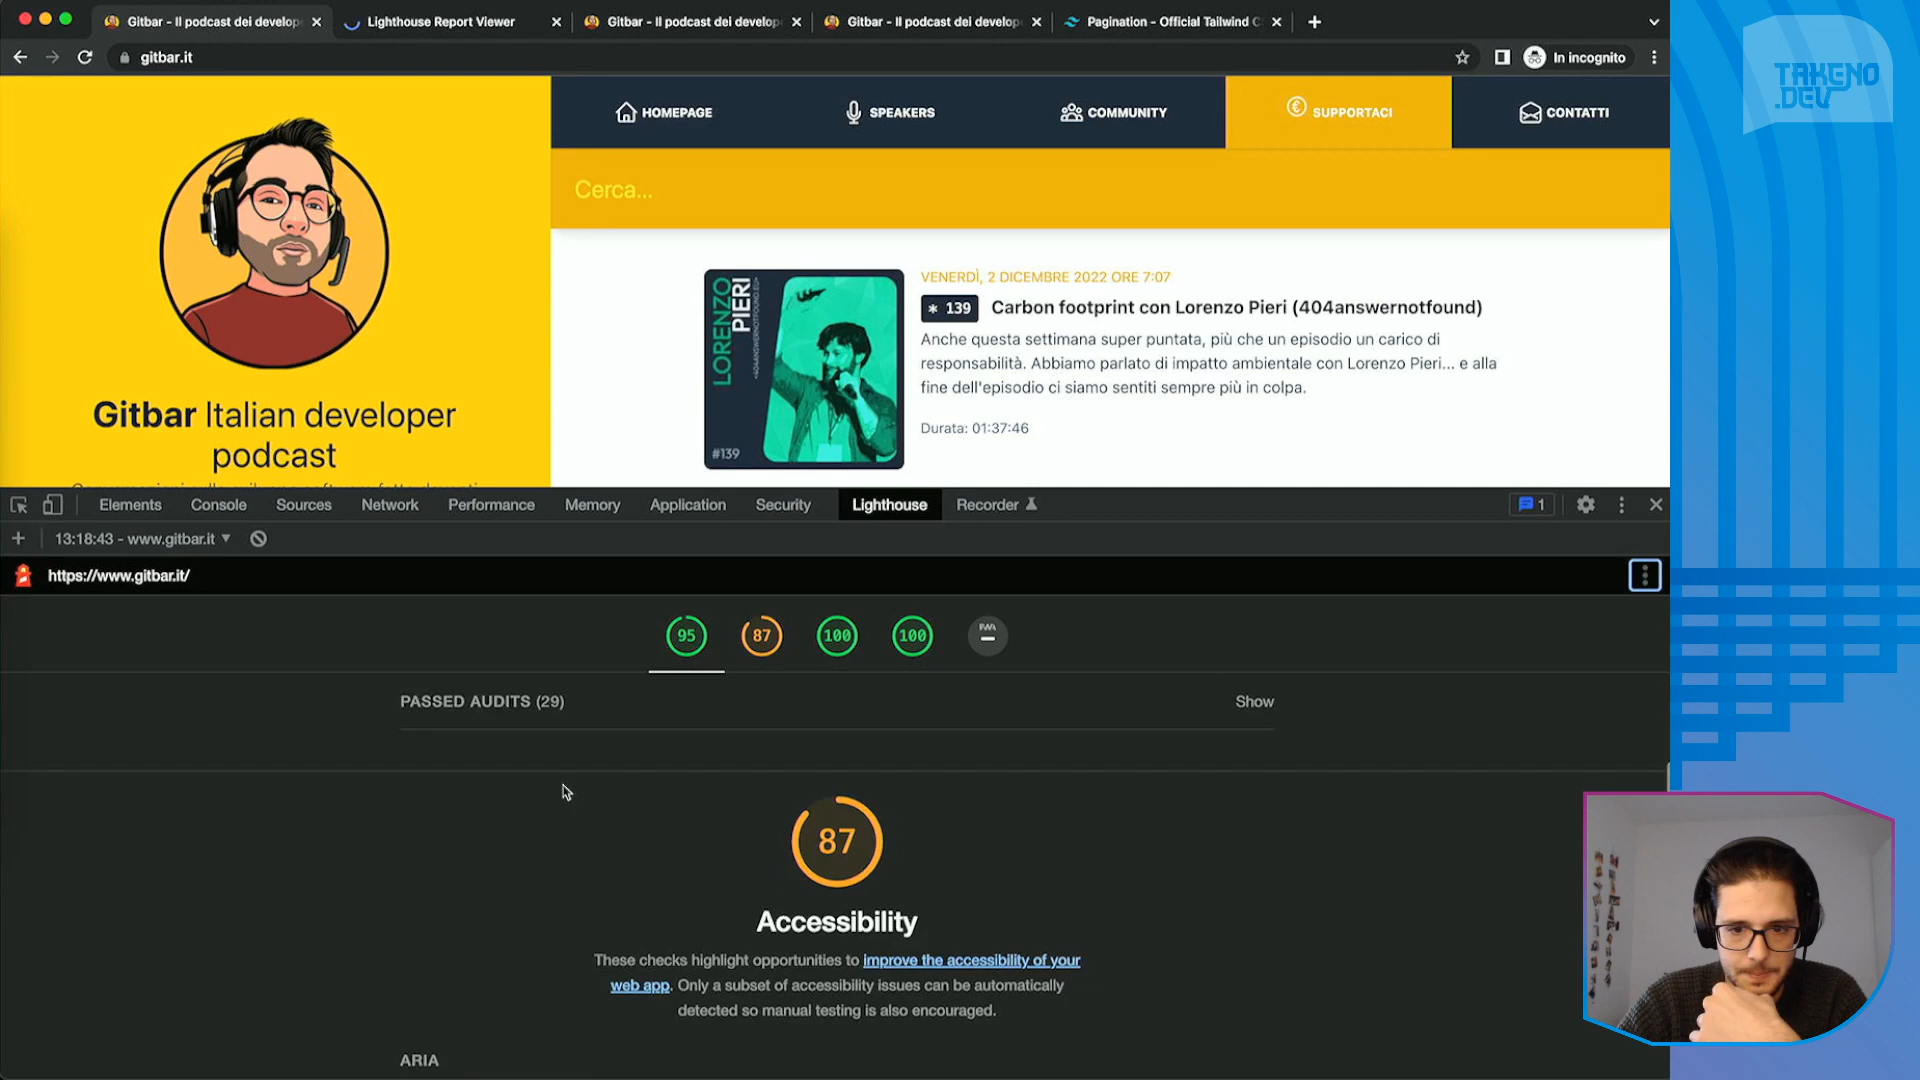 Gitbar - Il podcast dei develop
Lighthouse Report Viewer
Gitbar - Il podcast dei develop
Gitbar - Il podcast dei develop
Pagination - Official Tailwind C
gitbar.it
In incognito
TAKENO
.DEV
HOMEPAGE
SPEAKERS
COMMUNITY
SUPPORTACI
CONTATTI
Cerca...
LORENZO
PIERI
#139
VENERDÌ, 2 DICEMBRE 2022 ORE 7:07
* 139 Carbon footprint con Lorenzo Pieri (404answernotfound)
Anche questa settimana super puntata, più che un episodio un carico di
responsabilità. Abbiamo parlato di impatto ambientale con Lorenzo Pieri... e alla
fine dell'episodio ci siamo sentiti sempre più in colpa.
Durata: 01:37:46
Gitbar Italian developer
podcast
Elements
Console
Sources
Network
Performance
Memory
Application
Security
Lighthouse
Recorder
1
13:18:43 - www.gitbar.it
https://www.gitbar.it/
95
87
100
100
PWA
PASSED AUDITS (29)
Show
87
Accessibility
These checks highlight opportunities to improve the accessibility of your
web app. Only a subset of accessibility issues can be automatically
detected so manual testing is also encouraged.
ARIA